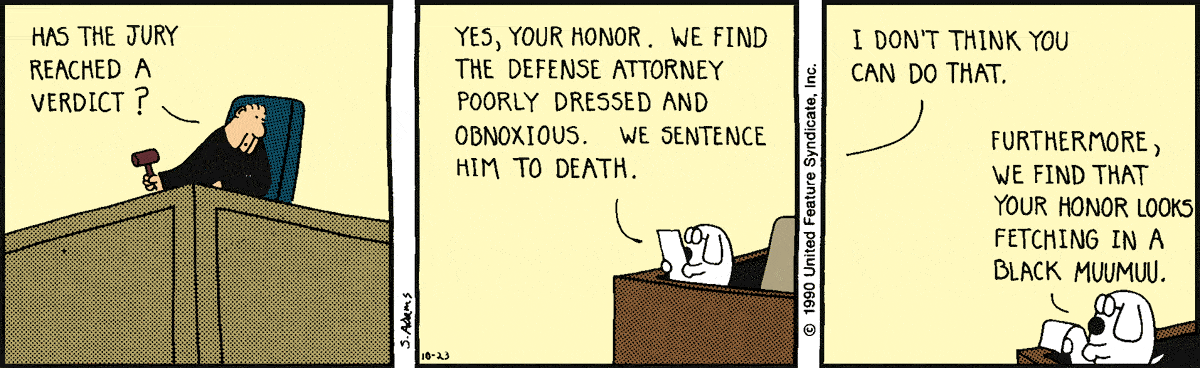 HAS THE JURY
REACHED A
VERDICT?
S.Adams
YES, YOUR HONOR. WE FIND
THE DEFENSE ATTORNEY
POORLY DRESSED AND
OBNOXIOUS. WE SENTENCE
HIM TO DEATH.
10-23
© 1990 United Feature Syndicate, Inc.
I DON'T THINK YOU
CAN DO THAT.
FURTHERMORE,
WE FIND THAT
YOUR HONOR LOOKS
FETCHING IN A
BLACK MUUMUU.